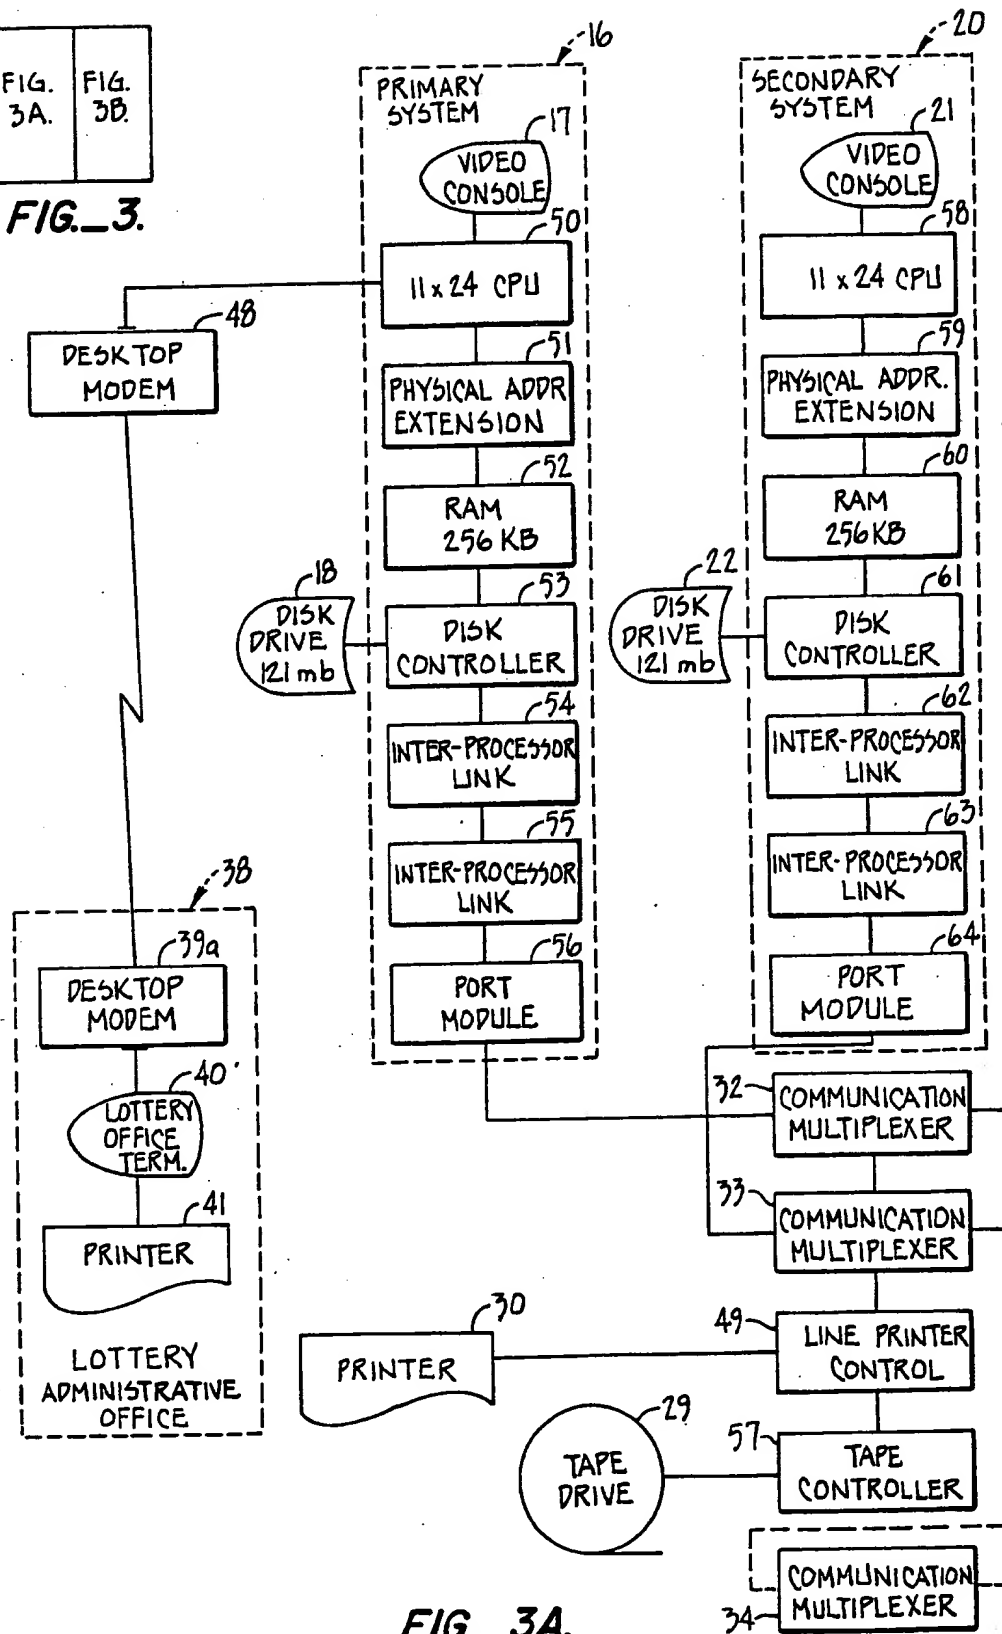 FIG.
3A.
FIG.
3B.
FIG._3.
16
PRIMARY
SYSTEM
17
VIDEO
CONSOLE
50
11 x 24 CPU
48
DESKTOP
MODEM
51
PHYSICAL ADDR
EXTENSION
52
RAM
256 KB
18
DISK
DRIVE
121 mb
53
DISK
CONTROLLER
54
INTER-PROCESSOR
LINK
55
INTER-PROCESSOR
LINK
56
PORT
MODULE
20
SECONDARY
SYSTEM
21
VIDEO
CONSOLE
58
11 x 24 CPU
59
PHYSICAL ADDR.
EXTENSION
60
RAM
256 KB
22
DISK
DRIVE
121 mb
61
DISK
CONTROLLER
62
INTER-PROCESSOR
LINK
63
INTER-PROCESSOR
LINK
64
PORT
MODULE
38
39a
DESKTOP
MODEM
40
LOTTERY
OFFICE
TERM.
41
PRINTER
LOTTERY
ADMINISTRATIVE
OFFICE
32
COMMUNICATION
MULTIPLEXER
33
COMMUNICATION
MULTIPLEXER
30
PRINTER
49
LINE PRINTER
CONTROL
29
TAPE
DRIVE
57
TAPE
CONTROLLER
COMMUNICATION
MULTIPLEXER
34
FIG_3A.